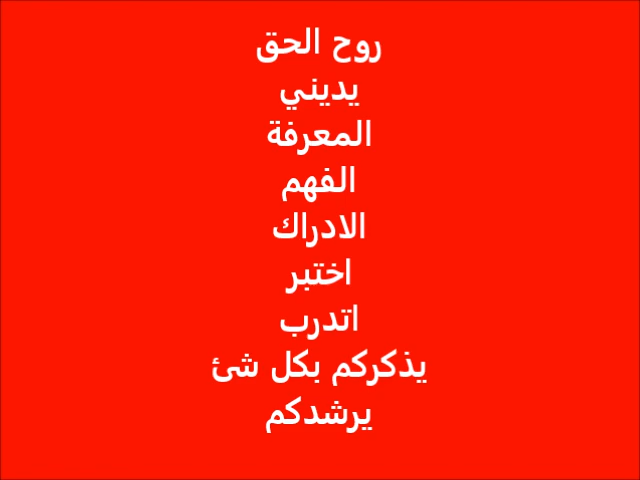 روح الحق
يديني
المعرفة
الفهم
الادراك
اختبر
اتدرب
يذكركم بكل شئ
يرشدكم